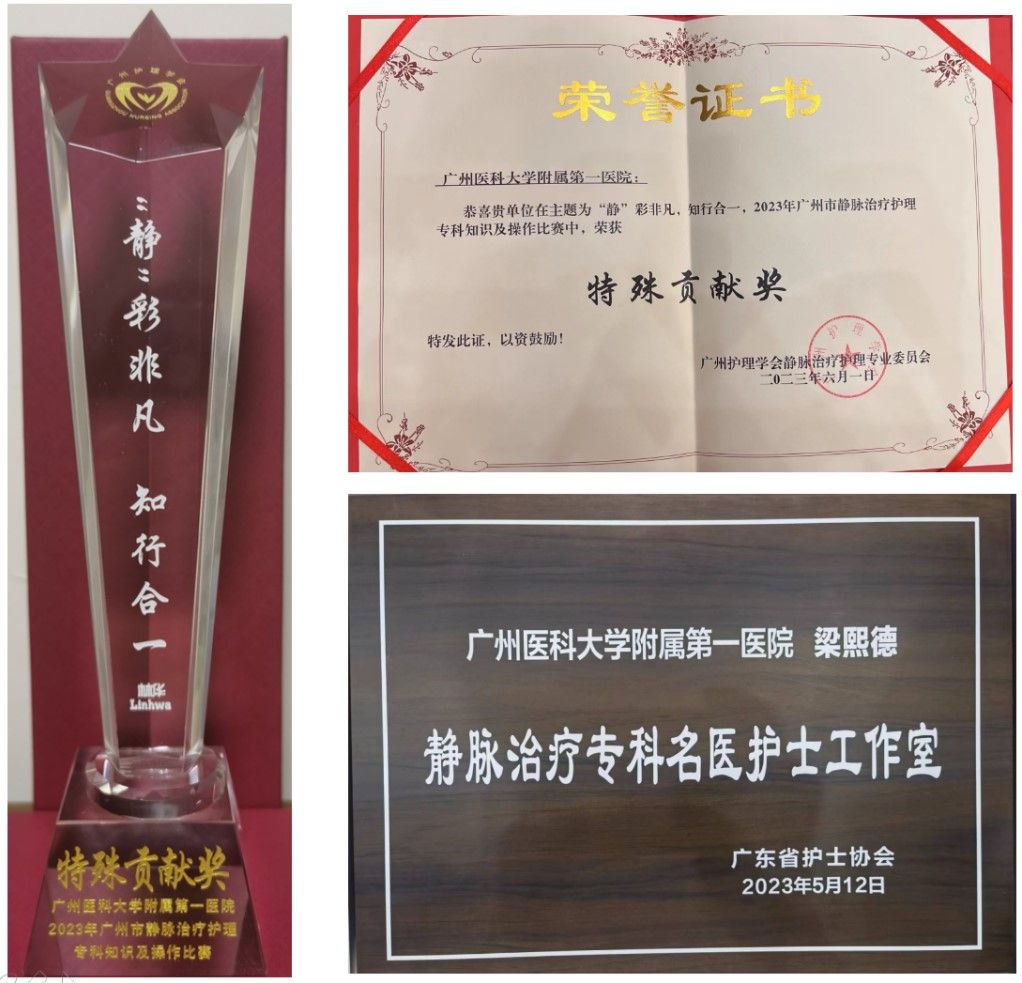 广州护理学会
GUANGZHOU NURSING ASSOCIATION
“静”彩非凡 知行合一
Linhwa
特殊贡献奖
广州医科大学附属第一医院
2023年广州市静脉治疗护理
专科知识及操作比赛
荣誉证书
广州医科大学附属第一医院：
恭喜贵单位在主题为“静”彩非凡，知行合一，2023年广州市静脉治疗护理
专科知识及操作比赛中，荣获
特殊贡献奖
特发此证，以资鼓励！
广州护理学会静脉治疗护理专业委员会
二〇二三年六月一日
广州医科大学附属第一医院 梁熙德
静脉治疗专科名医护士工作室
广东省护士协会
2023年5月12日